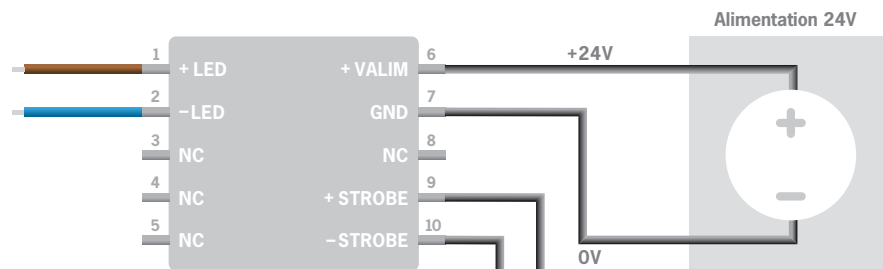 Alimentation 24V
1 + LED + VALIM 6 +24V
2 −LED GND 7
3 NC NC 8
4 NC + STROBE 9
5 NC −STROBE 10
0V